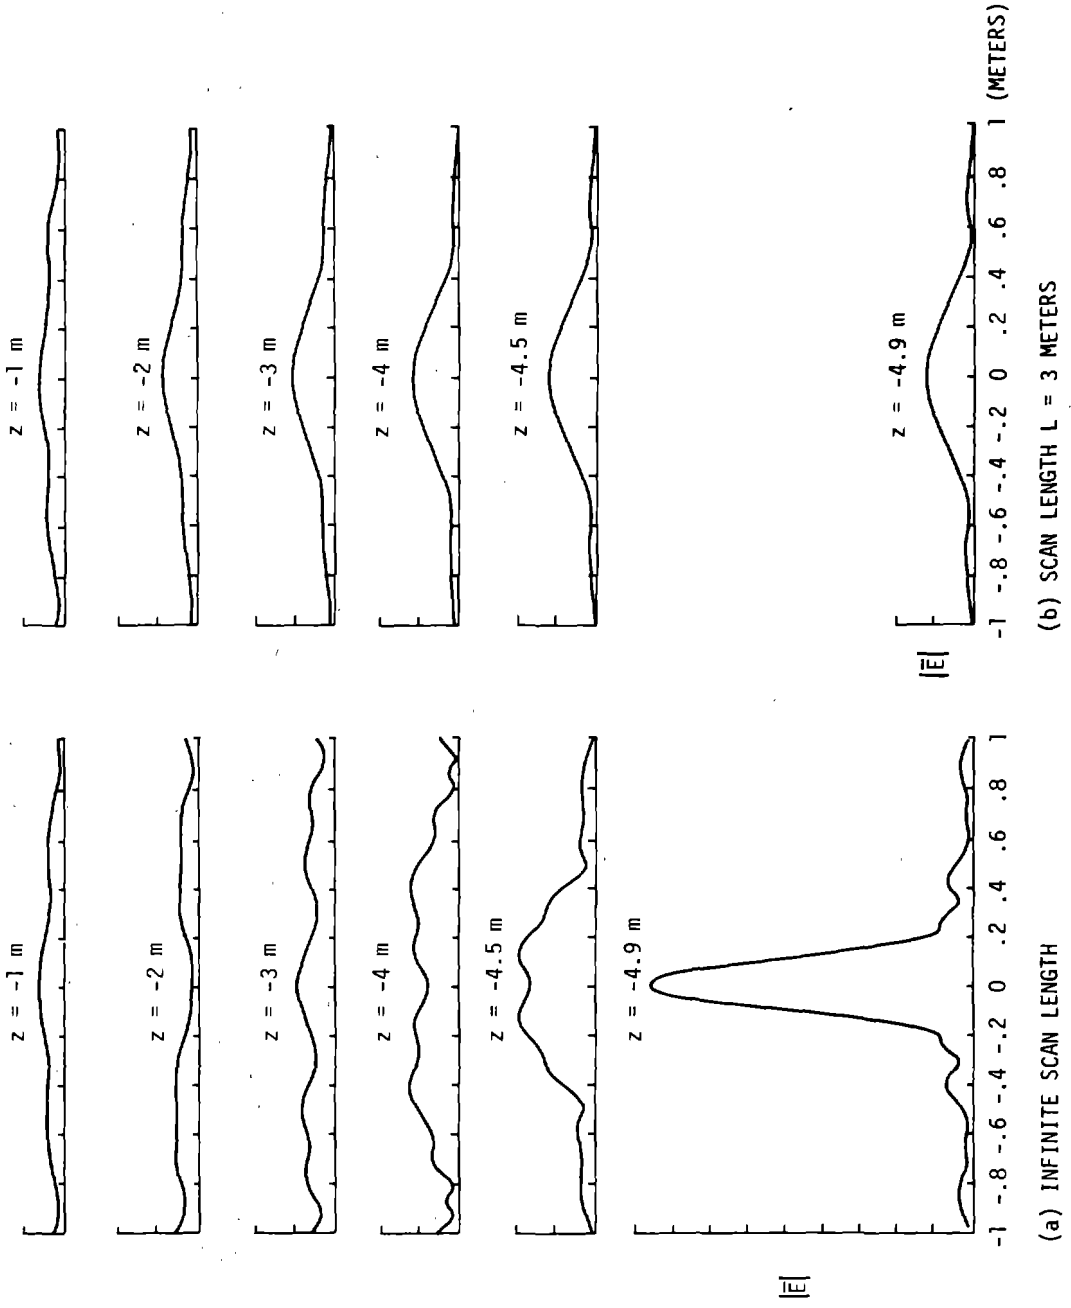 z = -1 m
z = -2 m
z = -3 m
z = -4 m
z = -4.5 m
z = -4.9 m
|E̅|
-1 -.8 -.6 -.4 -.2 0 .2 .4 .6 .8 1
(a) INFINITE SCAN LENGTH
z = -1 m
z = -2 m
z = -3 m
z = -4 m
z = -4.5 m
z = -4.9 m
|E̅|
-1 -.8 -.6 -.4 -.2 0 .2 .4 .6 .8 1 (METERS)
(b) SCAN LENGTH L = 3 METERS